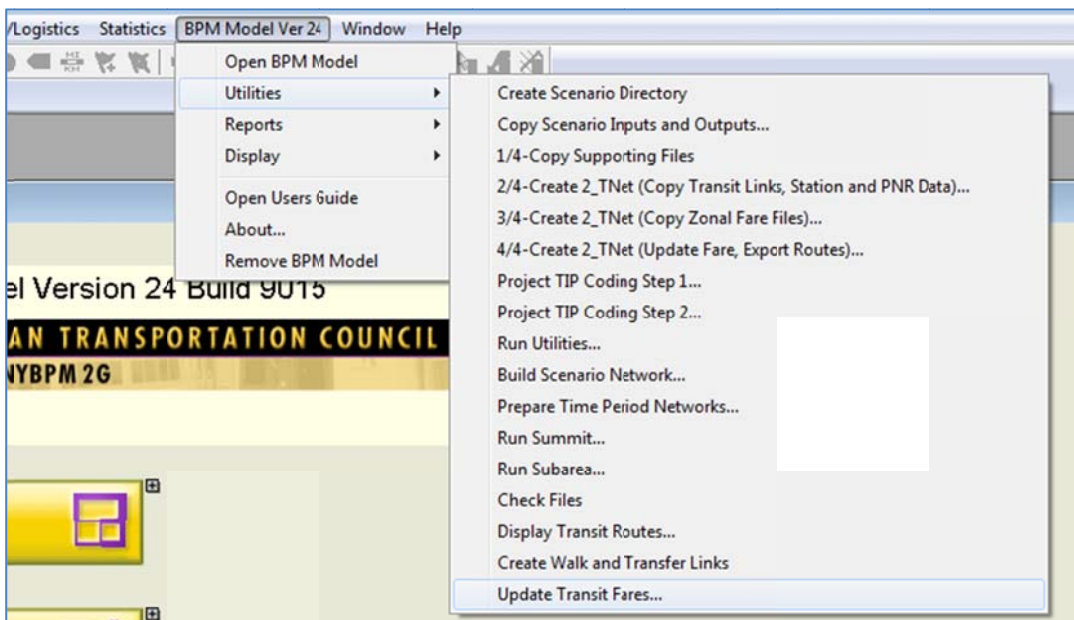 /Logistics Statistics BPM Model Ver 24 Window Help
Open BPM Model
Utilities
Reports
Display
Open Users Guide
About...
Remove BPM Model
Create Scenario Directory
Copy Scenario Inputs and Outputs...
1/4-Copy Supporting Files
2/4-Create 2_TNet (Copy Transit Links, Station and PNR Data)...
3/4-Create 2_TNet (Copy Zonal Fare Files)...
4/4-Create 2_TNet (Update Fare, Export Routes)...
Project TIP Coding Step 1...
Project TIP Coding Step 2...
Run Utilities...
Build Scenario Network...
Prepare Time Period Networks...
Run Summit...
Run Subarea...
Check Files
Display Transit Routes...
Create Walk and Transfer Links
Update Transit Fares...
el Version 24 Build 9015
AN TRANSPORTATION COUNCIL
NYBPM 2G